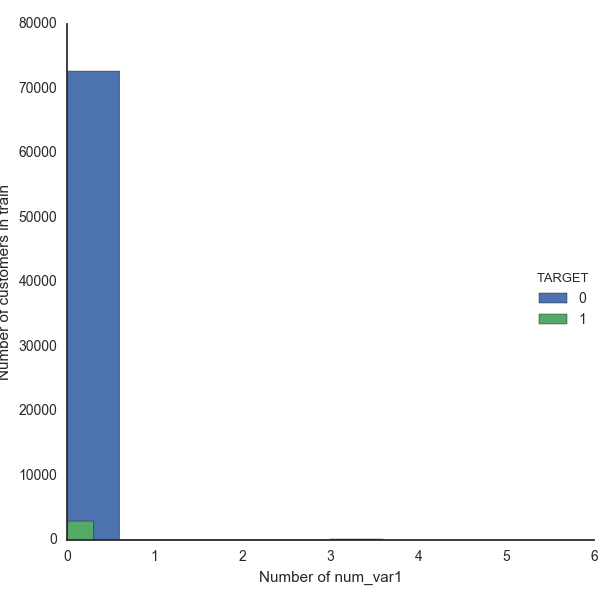 80000
70000
60000
50000
40000
30000
20000
10000
0
Number of customers in train
0 1 2 3 4 5 6
Number of num_var1
TARGET
0
1